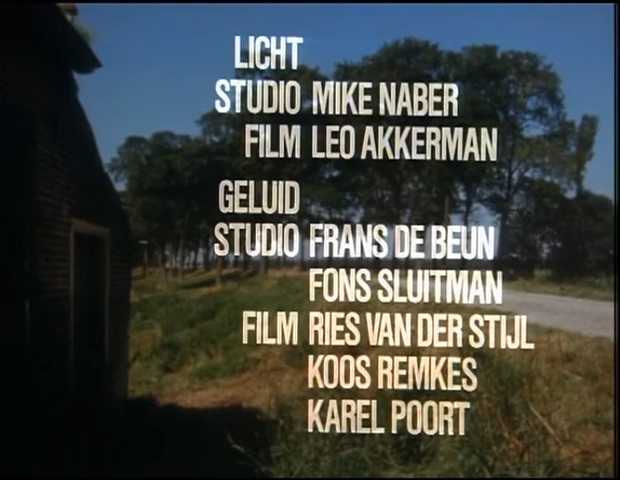 LICHT
STUDIO MIKE NABER
FILM LEO AKKERMAN
GELUID
STUDIO FRANS DE BEUN
FONS SLUITMAN
FILM RIES VAN DER STIJL
KOOS REMKES
KAREL POORT